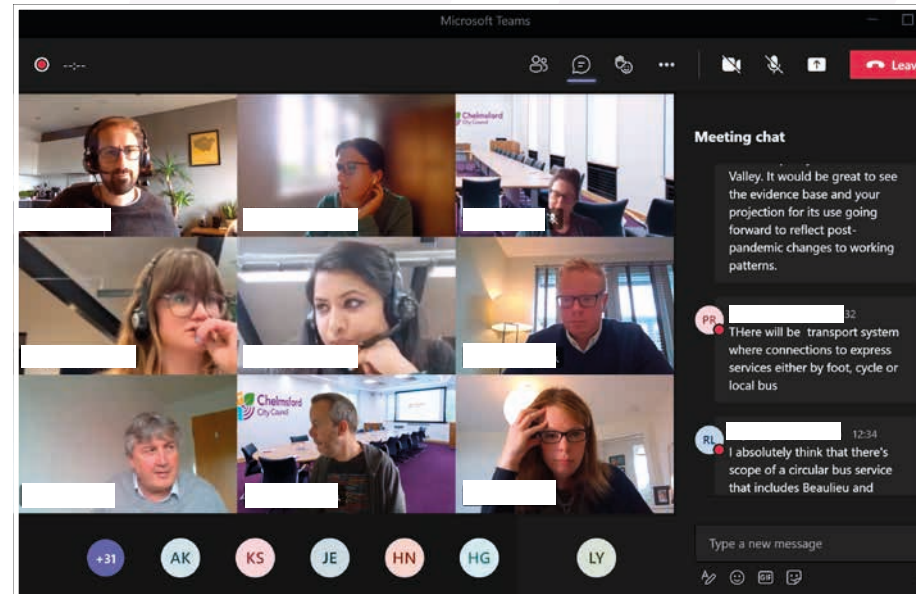 Microsoft Teams
--:--
Leav
Chelmsford
City Council
Meeting chat
Valley. It would be great to see
the evidence base and your
projection for its use going
forward to reflect post-
pandemic changes to working
patterns.
PR
32
THere will be transport system
where connections to express
services either by foot, cycle or
local bus
RL
12:34
I absolutely think that there's
scope of a circular bus service
that includes Beaulieu and
Chelmsford
City Council
+31
AK
KS
JE
HN
HG
LY
Type a new message
GIF